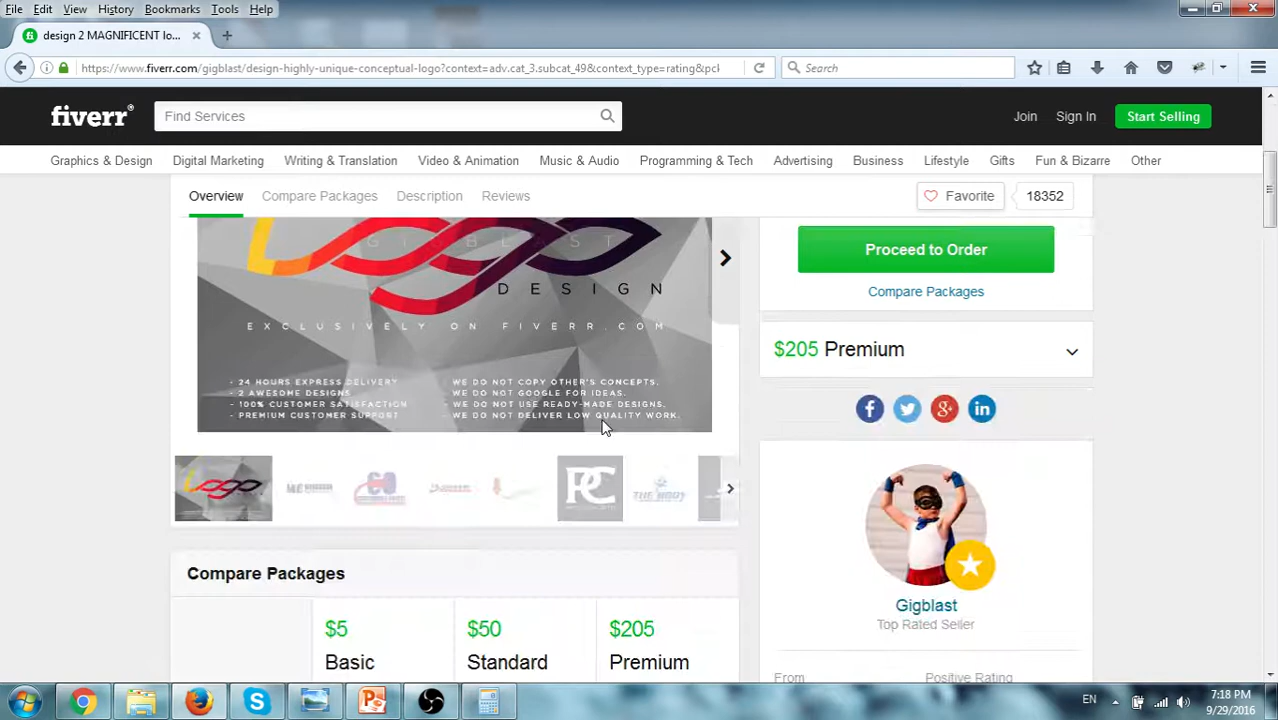 File Edit View History Bookmarks Tools Help
design 2 MAGNIFICENT lo...
https://www.fiverr.com/gigblast/design-highly-unique-conceptual-logo?context=adv.cat_3.subcat_49&context_type=rating&pck
Search
fiverr®
Find Services
Join Sign In Start Selling
Graphics & Design Digital Marketing Writing & Translation Video & Animation Music & Audio Programming & Tech Advertising Business Lifestyle Gifts Fun & Bizarre Other
Overview Compare Packages Description Reviews
Favorite 18352
GIGBLAST
logo
DESIGN
EXCLUSIVELY ON FIVERR.COM
- 24 HOURS EXPRESS DELIVERY
- 2 AWESOME DESIGNS
- 100% CUSTOMER SATISFACTION
- PREMIUM CUSTOMER SUPPORT
- WE DO NOT COPY OTHER'S CONCEPTS.
- WE DO NOT GOOGLE FOR IDEAS.
- WE DO NOT USE READY-MADE DESIGNS.
- WE DO NOT DELIVER LOW QUALITY WORK.
Proceed to Order
Compare Packages
$205 Premium
logo
PC
THE BODY
Compare Packages
$5 $50 $205
Basic Standard Premium
Gigblast
Top Rated Seller
From Positive Rating
EN
7:18 PM
9/29/2016